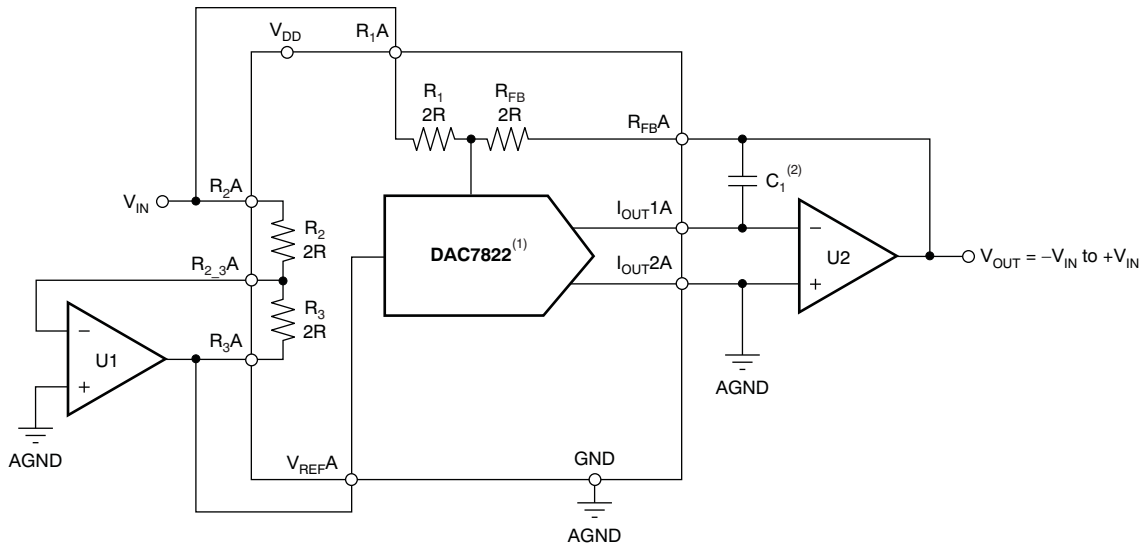 V_DD
R_1A
R_1
2R
R_FB
2R
R_FBA
C_1^(2)
V_IN
R_2A
R_2
2R
I_OUT1A
DAC7822^(1)
−
U2
+
V_OUT = −V_IN to +V_IN
R_2_3A
I_OUT2A
R_3
2R
−
U1
+
R_3A
AGND
AGND
V_REFA
GND
AGND